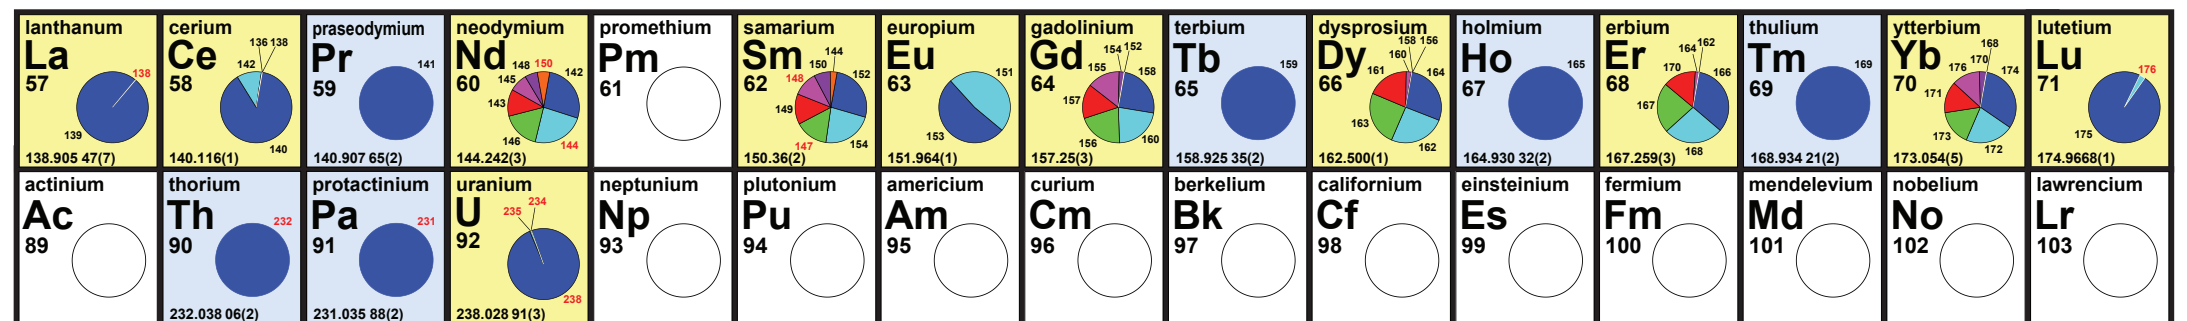 lanthanum
La
57
138
139
138.905 47(7)
cerium
Ce
58
136 138
142
140
140.116(1)
praseodymium
Pr
59
141
140.907 65(2)
neodymium
Nd
60
148 150
145 142
143
146 144
144.242(3)
promethium
Pm
61
samarium
Sm
62
144
150
148 152
149
147 154
150.36(2)
europium
Eu
63
151
153
151.964(1)
gadolinium
Gd
64
154 152
155 158
157
156 160
157.25(3)
terbium
Tb
65
159
158.925 35(2)
dysprosium
Dy
66
158 156
160
161 164
163
162
162.500(1)
holmium
Ho
67
165
164.930 32(2)
erbium
Er
68
162
164
170 166
167
168
167.259(3)
thulium
Tm
69
169
168.934 21(2)
ytterbium
Yb
70
168
170
176 174
171
173 172
173.054(5)
lutetium
Lu
71
176
175
174.9668(1)
actinium
Ac
89
thorium
Th
90
232
232.038 06(2)
protactinium
Pa
91
231
231.035 88(2)
uranium
U
92
234
235
238
238.028 91(3)
neptunium
Np
93
plutonium
Pu
94
americium
Am
95
curium
Cm
96
berkelium
Bk
97
californium
Cf
98
einsteinium
Es
99
fermium
Fm
100
mendelevium
Md
101
nobelium
No
102
lawrencium
Lr
103